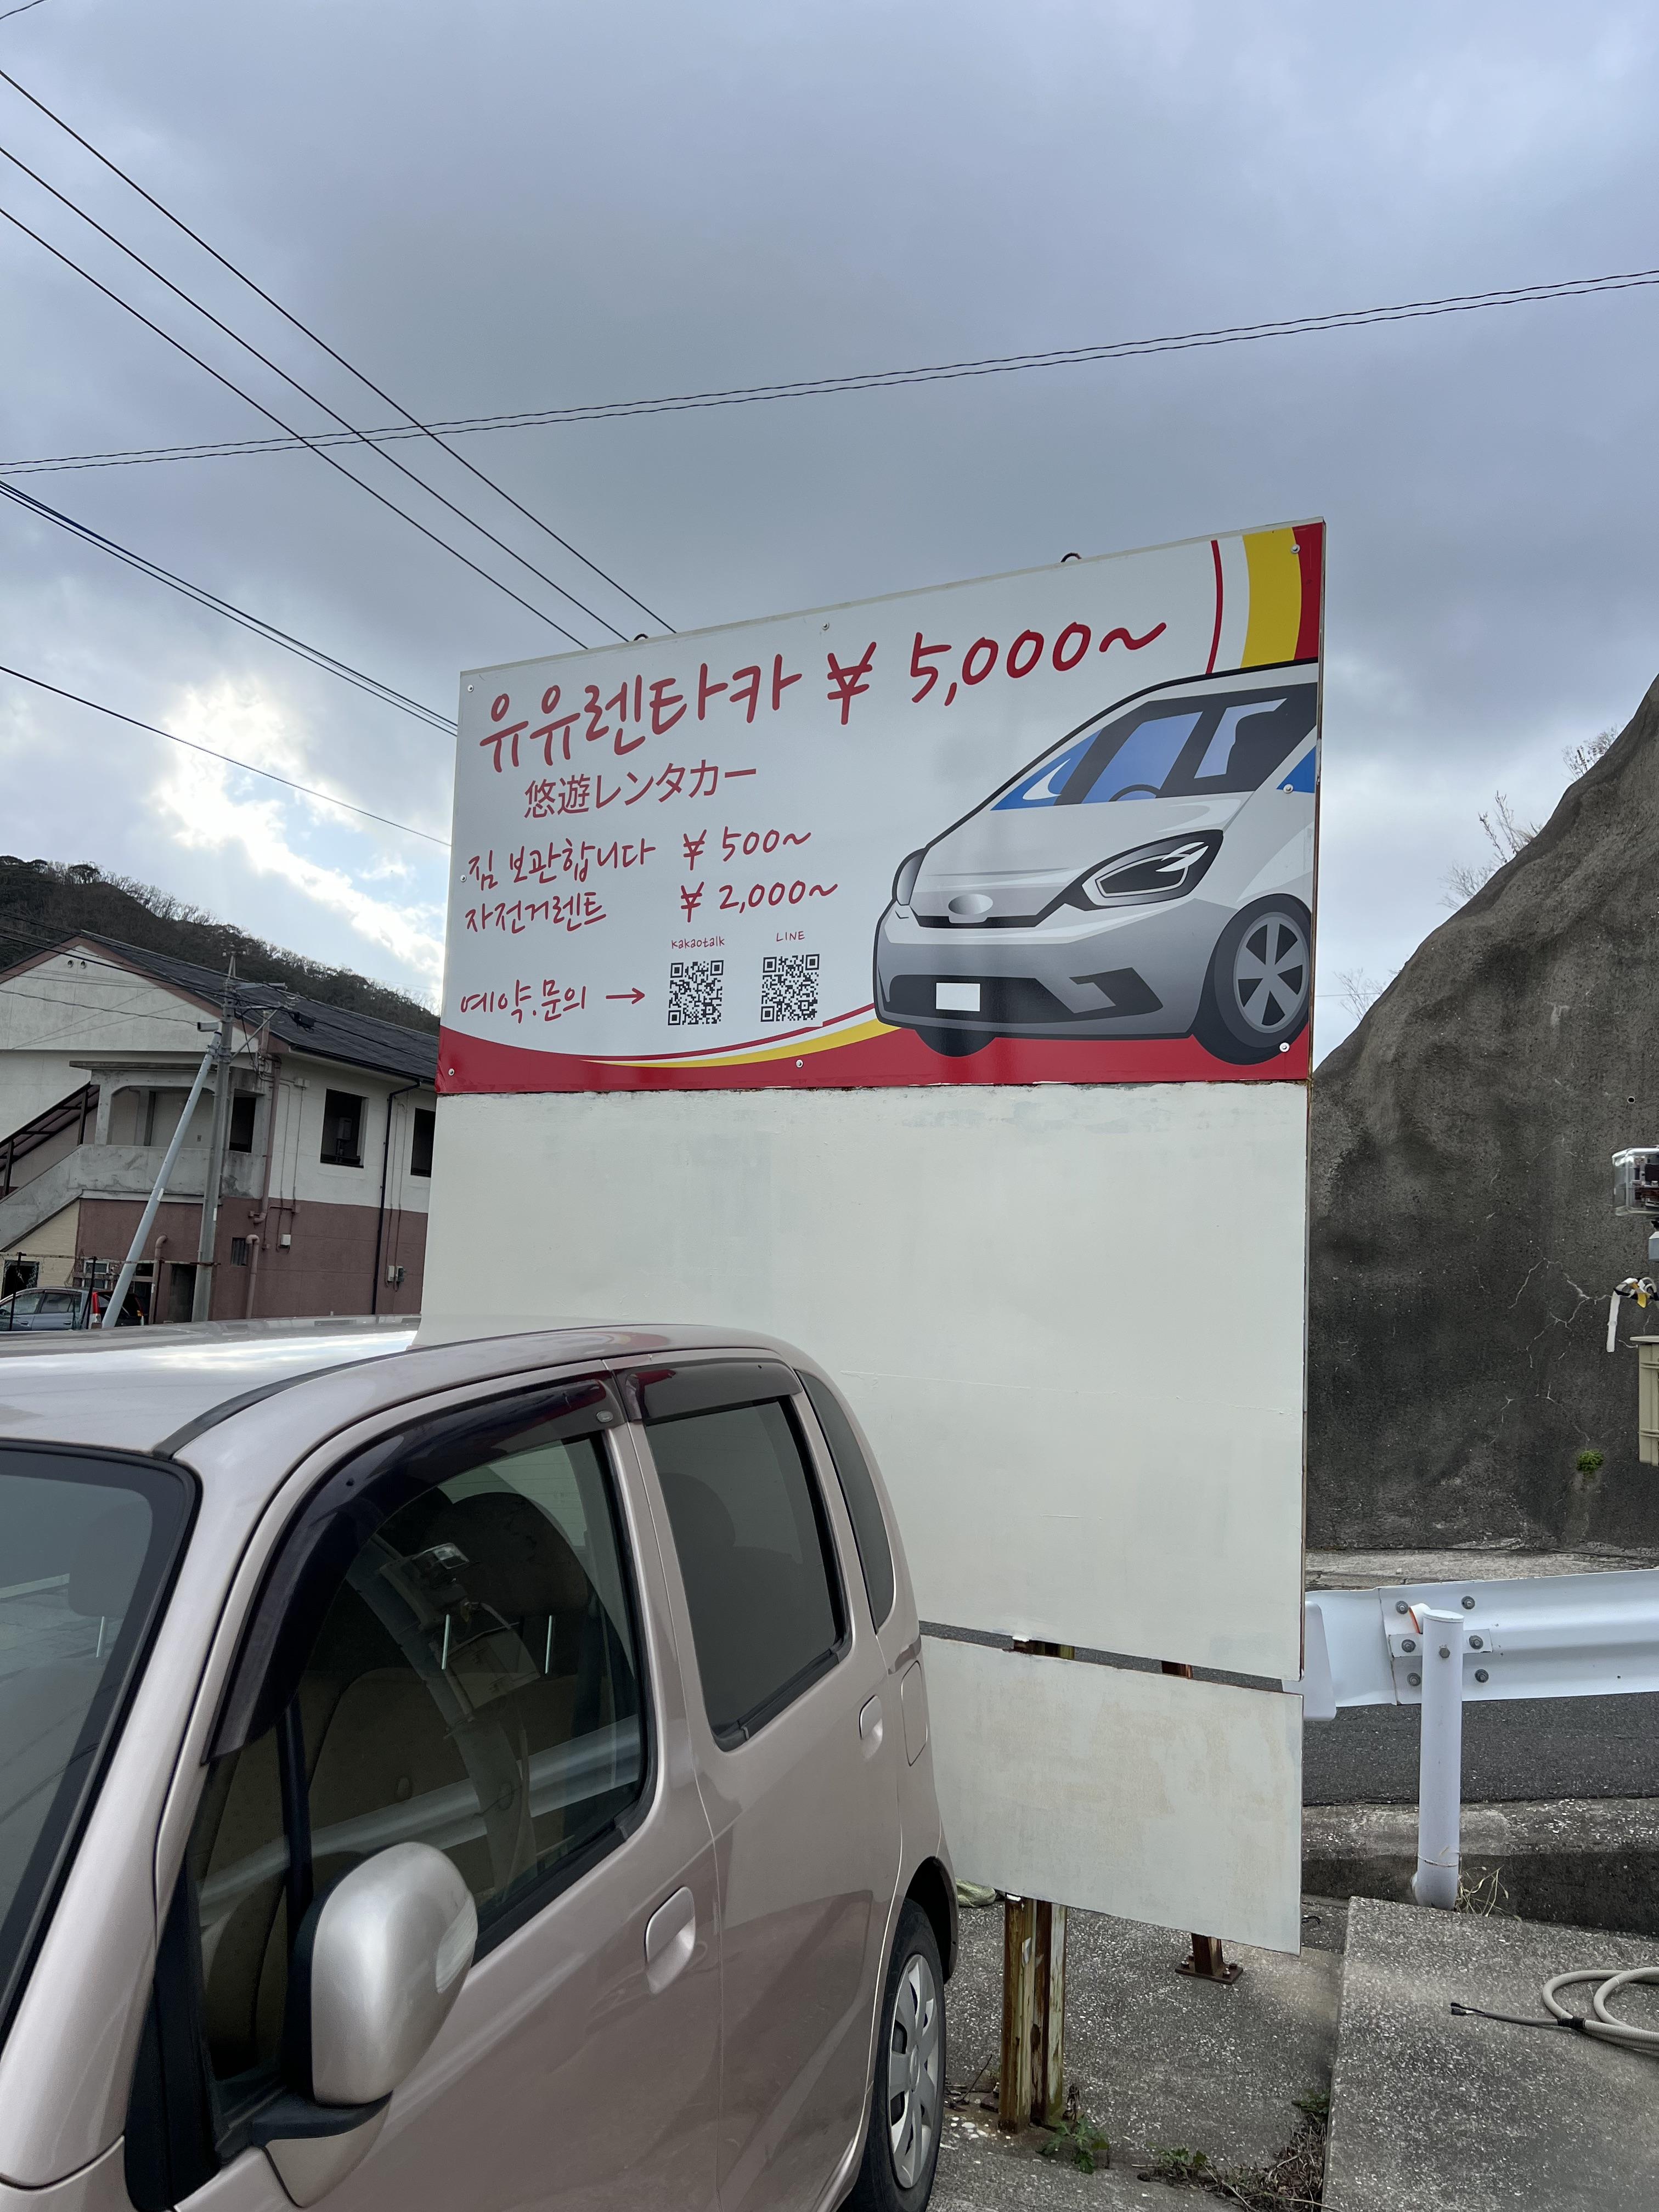 유유렌타카 ¥ 5,000~
悠遊レンタカー
짐 보관합니다 ¥ 500~
자전거렌트 ¥ 2,000~
kakaotalk LINE
예약.문의 →